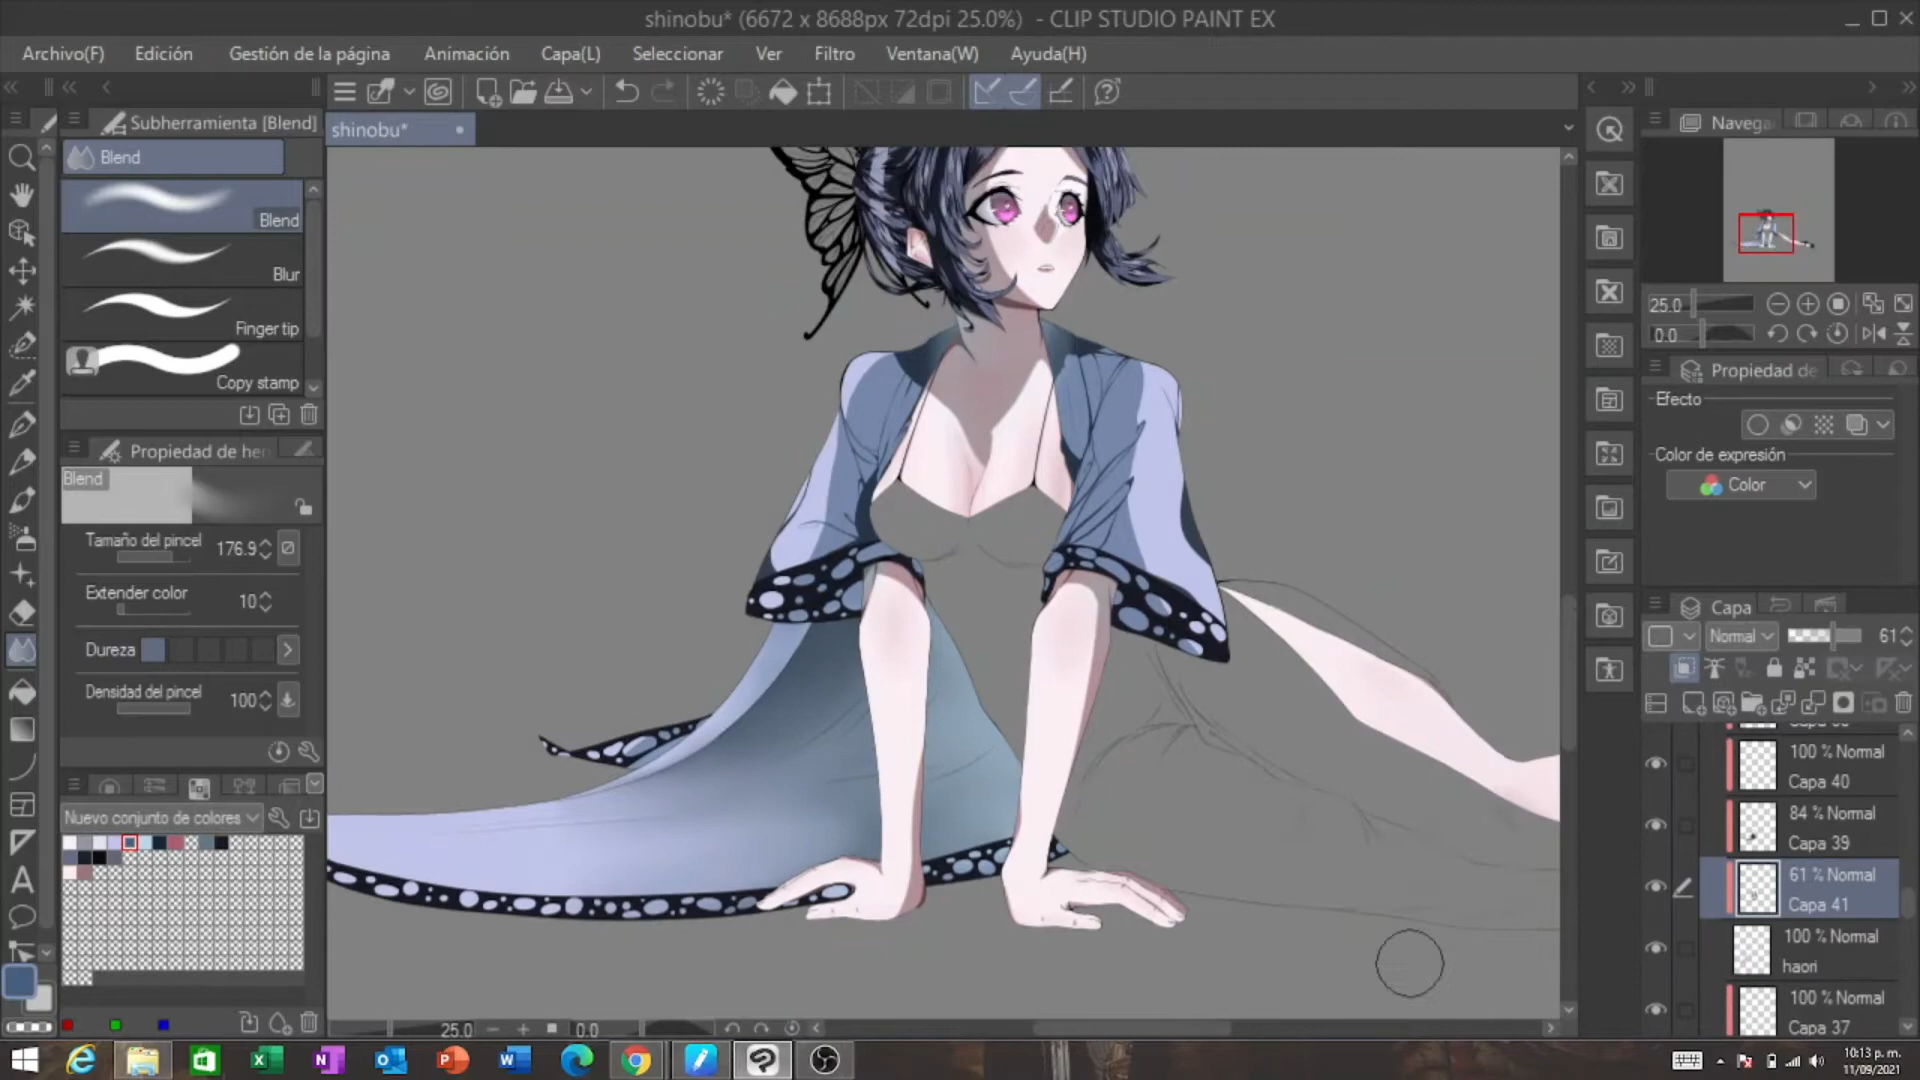 shinobu* (6672 x 8688px 72dpi 25.0%)  - CLIP STUDIO PAINT EX
Archivo(F) Edición Gestión de la página Animación Capa(L) Seleccionar Ver Filtro Ventana(W) Ayuda(H)
Subherramienta [Blend]
shinobu*
Navega
Blend
Blend
Blur
Finger tip
Copy stamp
25.0
0.0
Propiedad de
Efecto
Color de expresión
Color
Propiedad de he
Blend
Tamaño del pincel 176.9
Extender color 10
Dureza
Densidad del pincel 100
Capa
Normal 61
100 % Normal
Capa 40
84 % Normal
Capa 39
61 % Normal
Capa 41
100 % Normal
haori
100 % Normal
Capa 37
Nuevo conjunto de colores
25.0 0.0
10:13 p. m.
11/09/2021